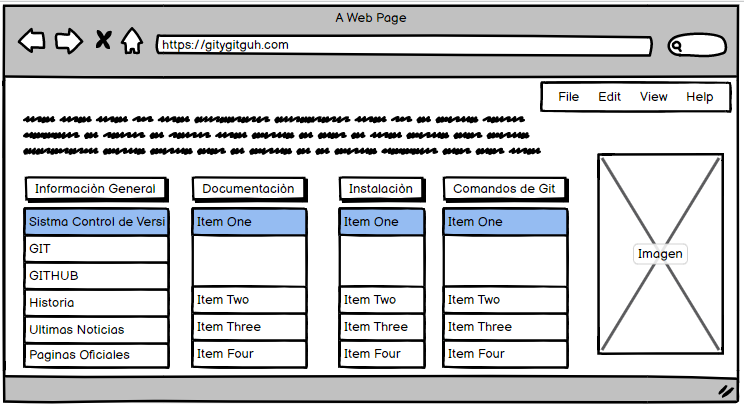 A Web Page
https://gitygitguh.com
File Edit View Help
Información General Documentación Instalación Comandos de Git
Sistma Control de Versi Item One Item One Item One
GIT
GITHUB
Historia Item Two Item Two Item Two
Ultimas Noticias Item Three Item Three Item Three
Paginas Oficiales Item Four Item Four Item Four
Imagen